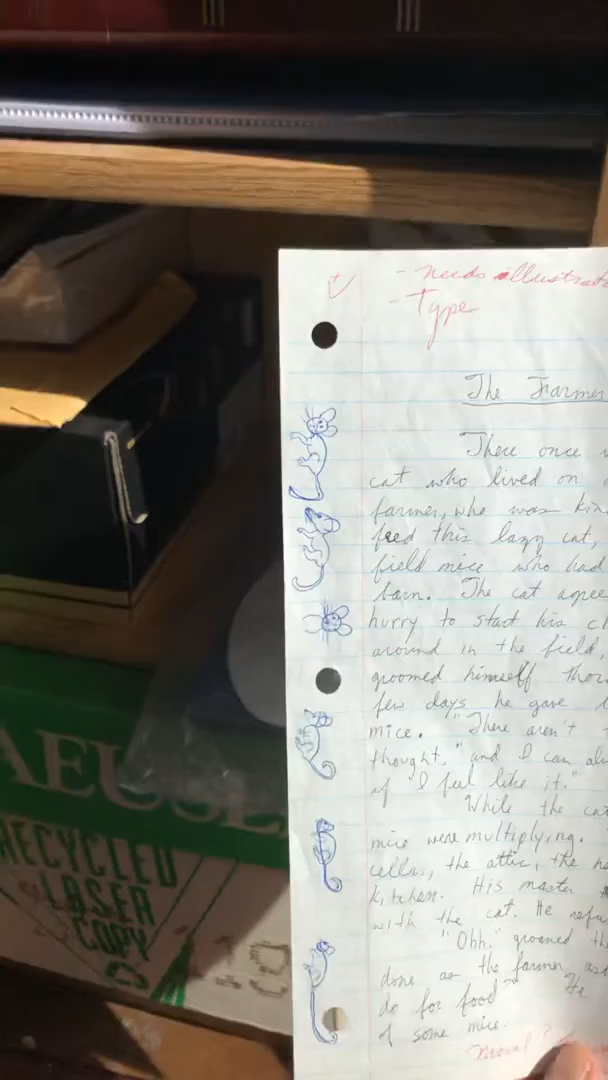 - needs illustrat
- Type
The Farmer
There once w
cat who lived on a
farmer, who was kin
feed this lazy cat,
field mice who had
barn. The cat agree
hurry to start his ch
around in the field,
groomed himself thor
few days he gave
mice. "There aren't
thought, "and I can al
if I feel like it."
While the cat
mice were multiplying.
cellar, the attic, the
kitchen. His master
with the cat. He refu
"Ohh." groaned th
done as the farmer as
do for food" He
of some mice.
Moral?
AEUSE
RECYCLED
LASER
COPY